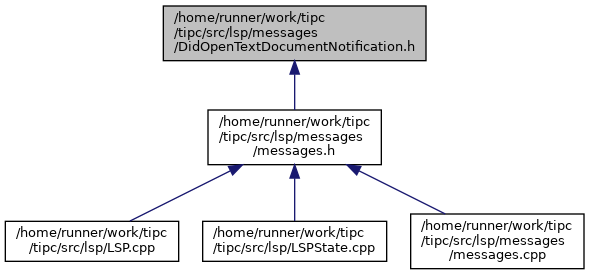 /home/runner/work/tipc
/tipc/src/lsp/messages
/DidOpenTextDocumentNotification.h
/home/runner/work/tipc
/tipc/src/lsp/messages
/messages.h
/home/runner/work/tipc
/tipc/src/lsp/LSP.cpp
/home/runner/work/tipc
/tipc/src/lsp/LSPState.cpp
/home/runner/work/tipc
/tipc/src/lsp/messages
/messages.cpp